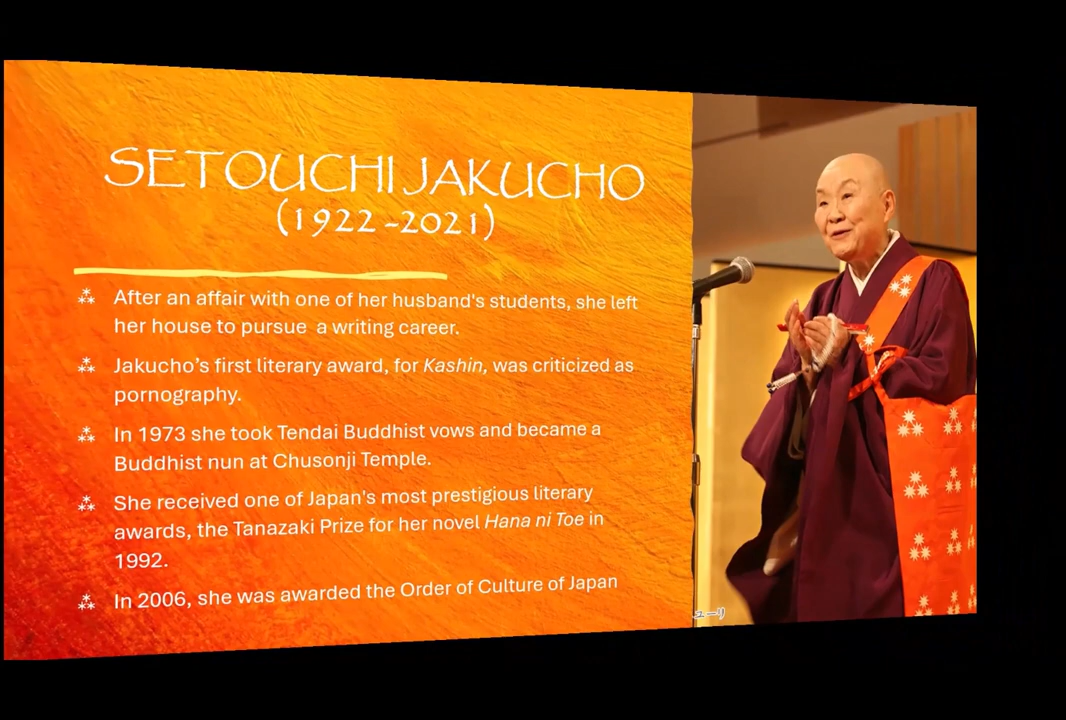 SETOUCHI JAKUCHO
(1922 -2021)
⁂ After an affair with one of her husband's students, she left
her house to pursue  a writing career.
⁂ Jakucho’s first literary award, for Kashin, was criticized as
pornography.
⁂ In 1973 she took Tendai Buddhist vows and became a
Buddhist nun at Chusonji Temple.
⁂ She received one of Japan's most prestigious literary
awards, the Tanazaki Prize for her novel Hana ni Toe in
1992.
⁂ In 2006, she was awarded the Order of Culture of Japan
ユーリ